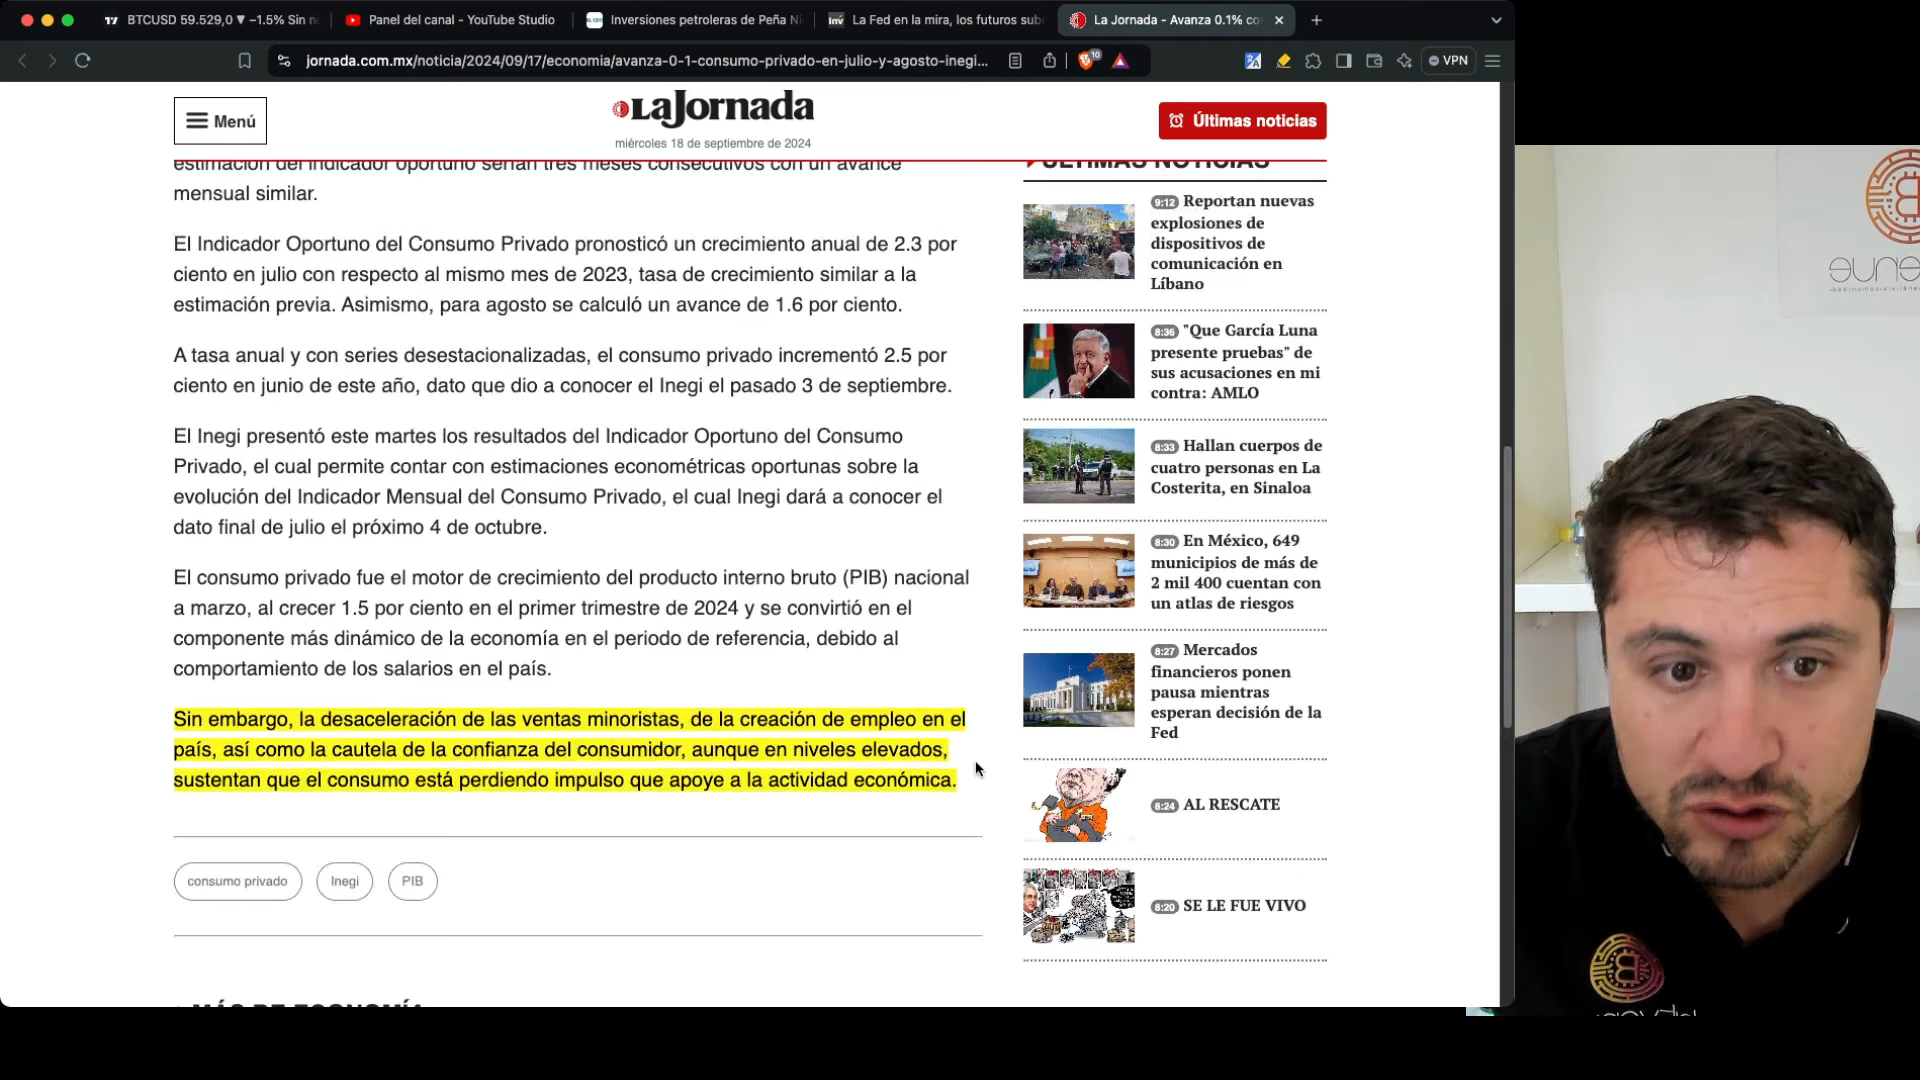 BTCUSD 59.529,0 ▼ −1.5% Sin
Panel del canal - YouTube Studio
Inversiones petroleras de Peña
La Fed en la mira, los futuros
La Jornada - Avanza 0.1%
jornada.com.mx/noticia/2024/09/17/economia/avanza-0-1-consumo-privado-en-julio-y-agosto-inegi...
10
VPN
Menú
LaJornada
miércoles 18 de septiembre de 2024
Últimas noticias
estimación del indicador oportuno serían tres meses consecutivos con un avance
mensual similar.
El Indicador Oportuno del Consumo Privado pronosticó un crecimiento anual de 2.3 por
ciento en julio con respecto al mismo mes de 2023, tasa de crecimiento similar a la
estimación previa. Asimismo, para agosto se calculó un avance de 1.6 por ciento.
A tasa anual y con series desestacionalizadas, el consumo privado incrementó 2.5 por
ciento en junio de este año, dato que dio a conocer el Inegi el pasado 3 de septiembre.
El Inegi presentó este martes los resultados del Indicador Oportuno del Consumo
Privado, el cual permite contar con estimaciones econométricas oportunas sobre la
evolución del Indicador Mensual del Consumo Privado, el cual Inegi dará a conocer el
dato final de julio el próximo 4 de octubre.
El consumo privado fue el motor de crecimiento del producto interno bruto (PIB) nacional
a marzo, al crecer 1.5 por ciento en el primer trimestre de 2024 y se convirtió en el
componente más dinámico de la economía en el periodo de referencia, debido al
comportamiento de los salarios en el país.
Sin embargo, la desaceleración de las ventas minoristas, de la creación de empleo en el
país, así como la cautela de la confianza del consumidor, aunque en niveles elevados,
sustentan que el consumo está perdiendo impulso que apoye a la actividad económica.
consumo privado
Inegi
PIB
MÁS DE ECONOMÍA
ÚLTIMAS NOTICIAS
9:12 Reportan nuevas
explosiones de
dispositivos de
comunicación en
Líbano
8:36 "Que García Luna
presente pruebas" de
sus acusaciones en mi
contra: AMLO
8:33 Hallan cuerpos de
cuatro personas en La
Costerita, en Sinaloa
8:30 En México, 649
municipios de más de
2 mil 400 cuentan con
un atlas de riesgos
8:27 Mercados
financieros ponen
pausa mientras
esperan decisión de la
Fed
8:24 AL RESCATE
8:20 SE LE FUE VIVO